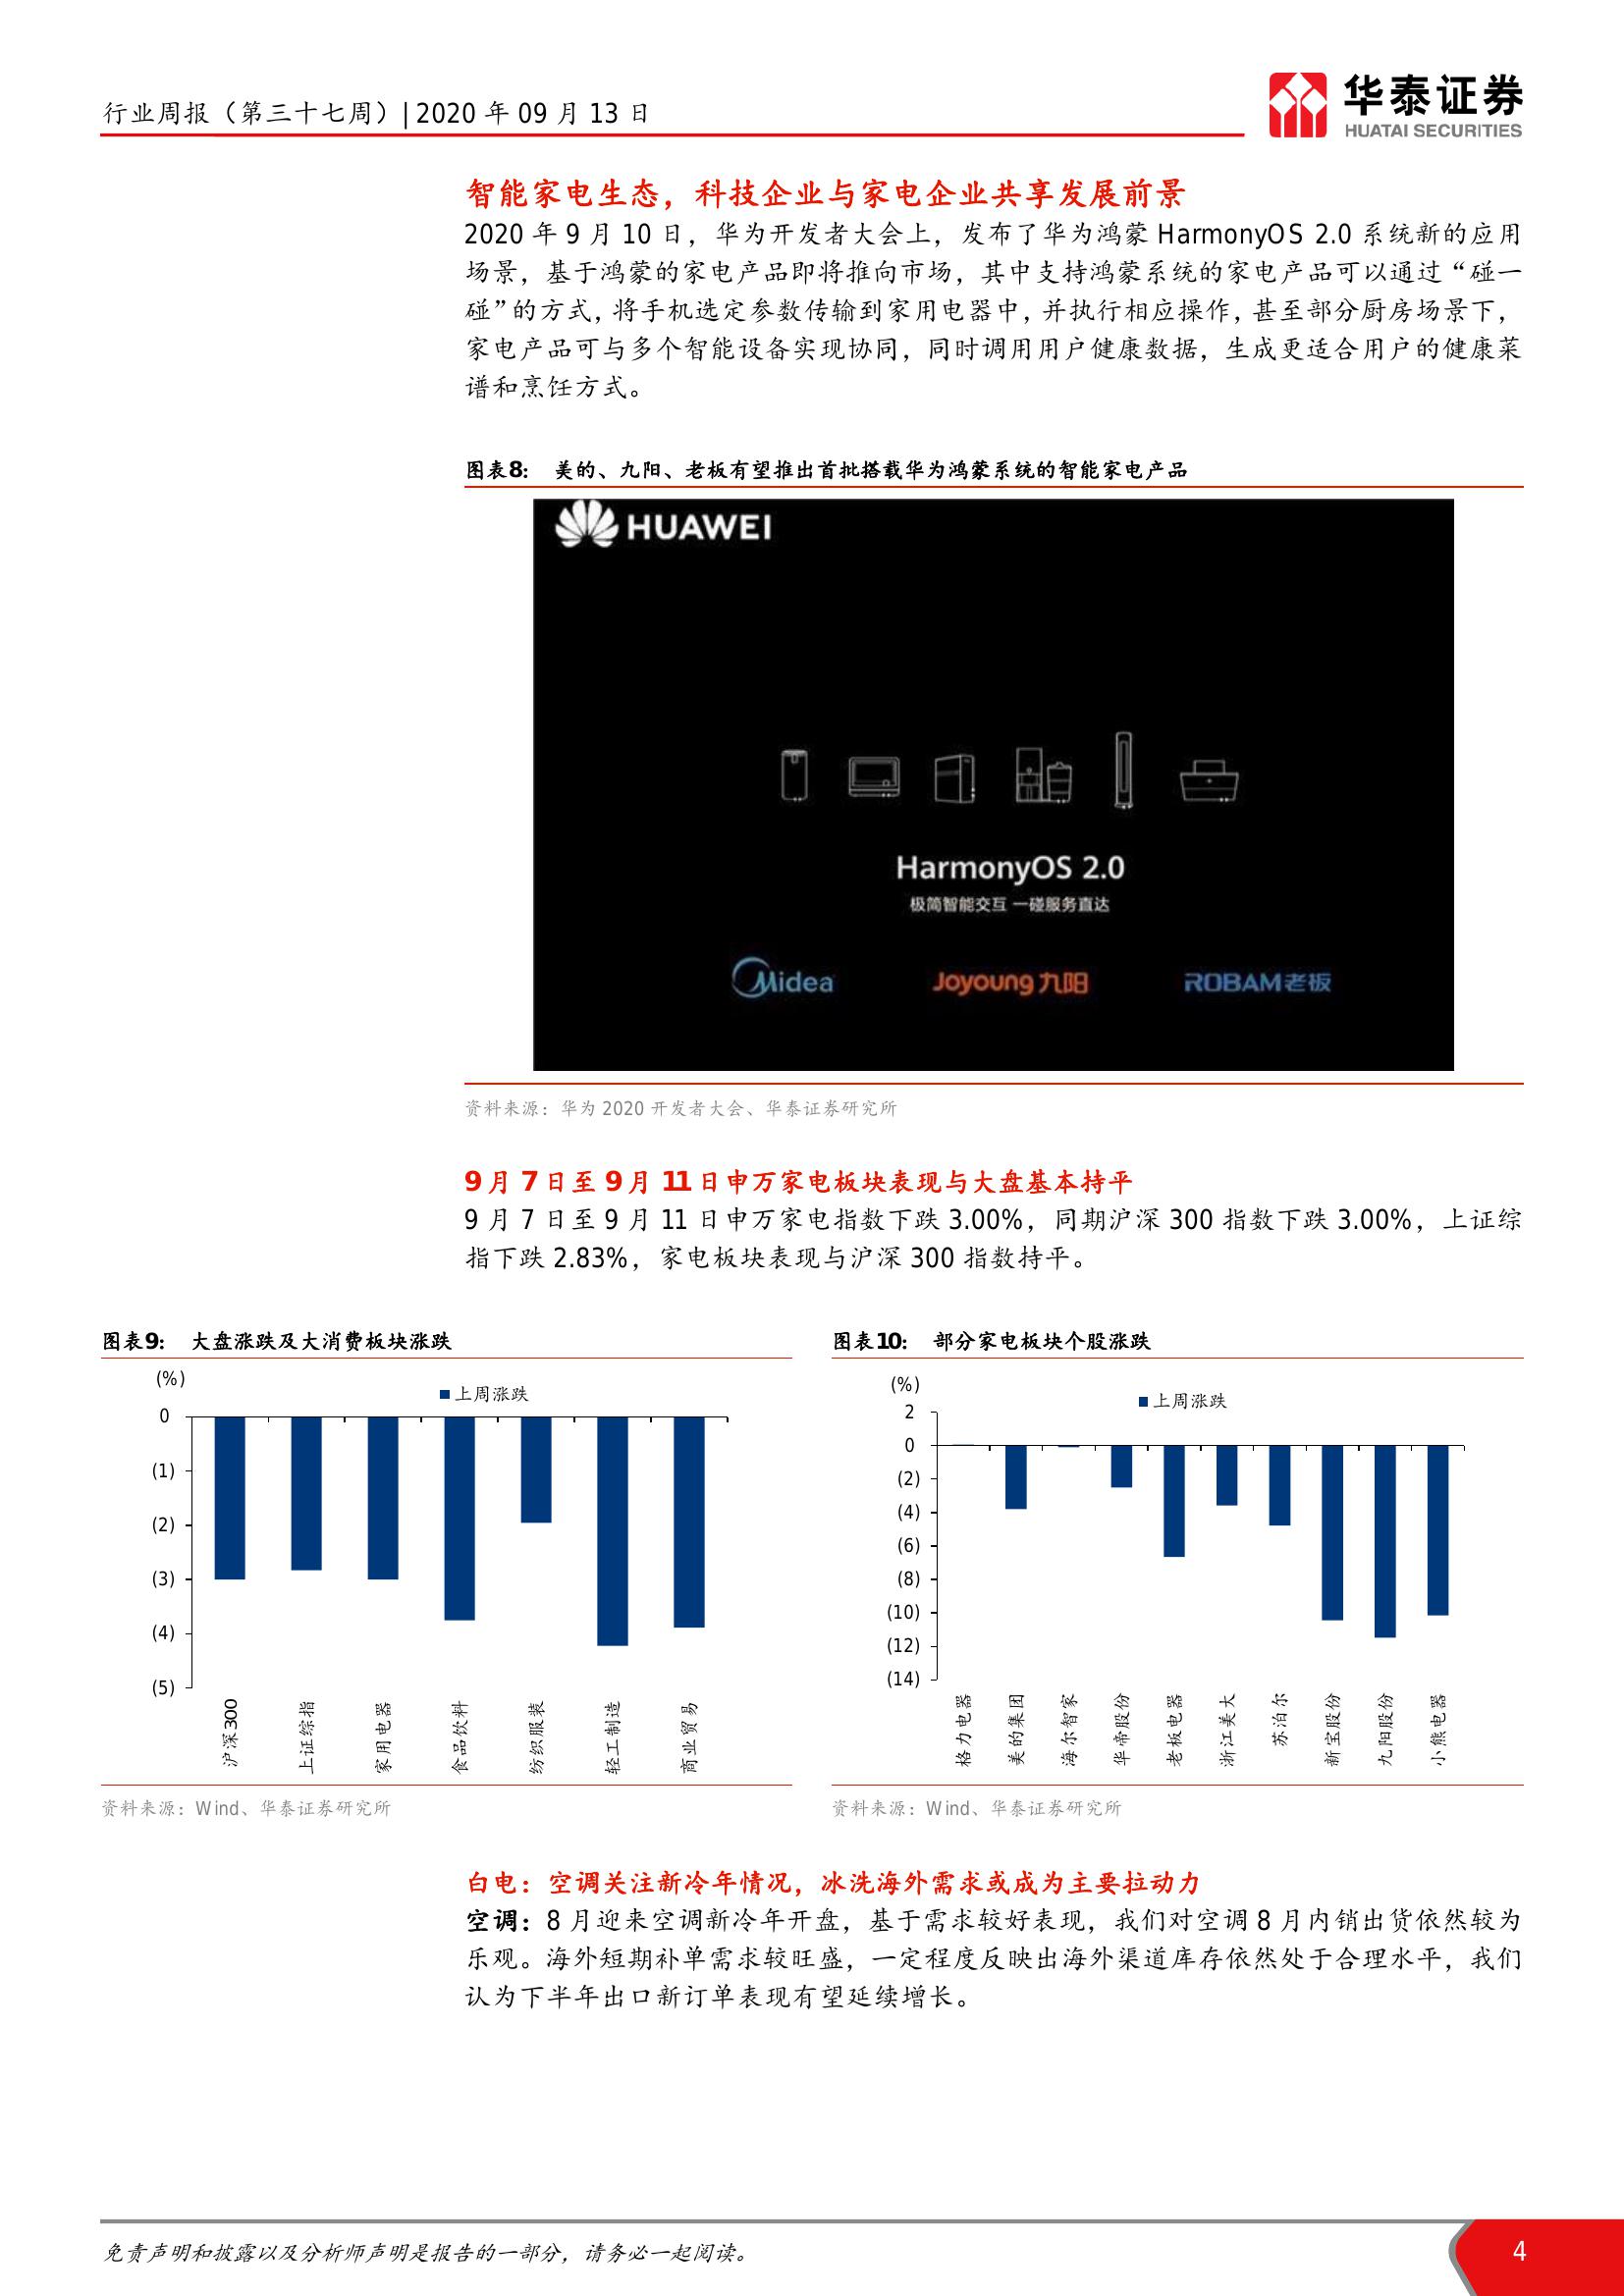 行业周报（第三十七周）| 2020 年 09 月 13 日
华泰证券
HUATAI SECURITIES
智能家电生态，科技企业与家电企业共享发展前景
2020 年 9 月 10 日，华为开发者大会上，发布了华为鸿蒙 HarmonyOS 2.0 系统新的应用
场景，基于鸿蒙的家电产品即将推向市场，其中支持鸿蒙系统的家电产品可以通过“碰一
碰”的方式，将手机选定参数传输到家用电器中，并执行相应操作，甚至部分厨房场景下，
家电产品可与多个智能设备实现协同，同时调用用户健康数据，生成更适合用户的健康菜
谱和烹饪方式。
图表8： 美的、九阳、老板有望推出首批搭载华为鸿蒙系统的智能家电产品
HUAWEI
HarmonyOS 2.0
极简智能交互 一碰服务直达
Midea
Joyoung 九阳
ROBAM老板
资料来源：华为 2020 开发者大会、华泰证券研究所
9 月 7 日至 9 月 11 日申万家电板块表现与大盘基本持平
9 月 7 日至 9 月 11 日申万家电指数下跌 3.00%，同期沪深 300 指数下跌 3.00%，上证综
指下跌 2.83%，家电板块表现与沪深 300 指数持平。
图表9： 大盘涨跌及大消费板块涨跌
(%)
上周涨跌
0
(1)
(2)
(3)
(4)
(5)
沪深300
上证综指
家用电器
食品饮料
纺织服装
轻工制造
商业贸易
资料来源：Wind、华泰证券研究所
图表10： 部分家电板块个股涨跌
(%)
上周涨跌
2
0
(2)
(4)
(6)
(8)
(10)
(12)
(14)
格力电器
美的集团
海尔智家
华帝股份
老板电器
浙江美大
苏泊尔
新宝股份
九阳股份
小熊电器
资料来源：Wind、华泰证券研究所
白电：空调关注新冷年情况，冰洗海外需求或成为主要拉动力
空调：8 月迎来空调新冷年开盘，基于需求较好表现，我们对空调 8 月内销出货依然较为
乐观。海外短期补单需求较旺盛，一定程度反映出海外渠道库存依然处于合理水平，我们
认为下半年出口新订单表现有望延续增长。
免责声明和披露以及分析师声明是报告的一部分，请务必一起阅读。
4